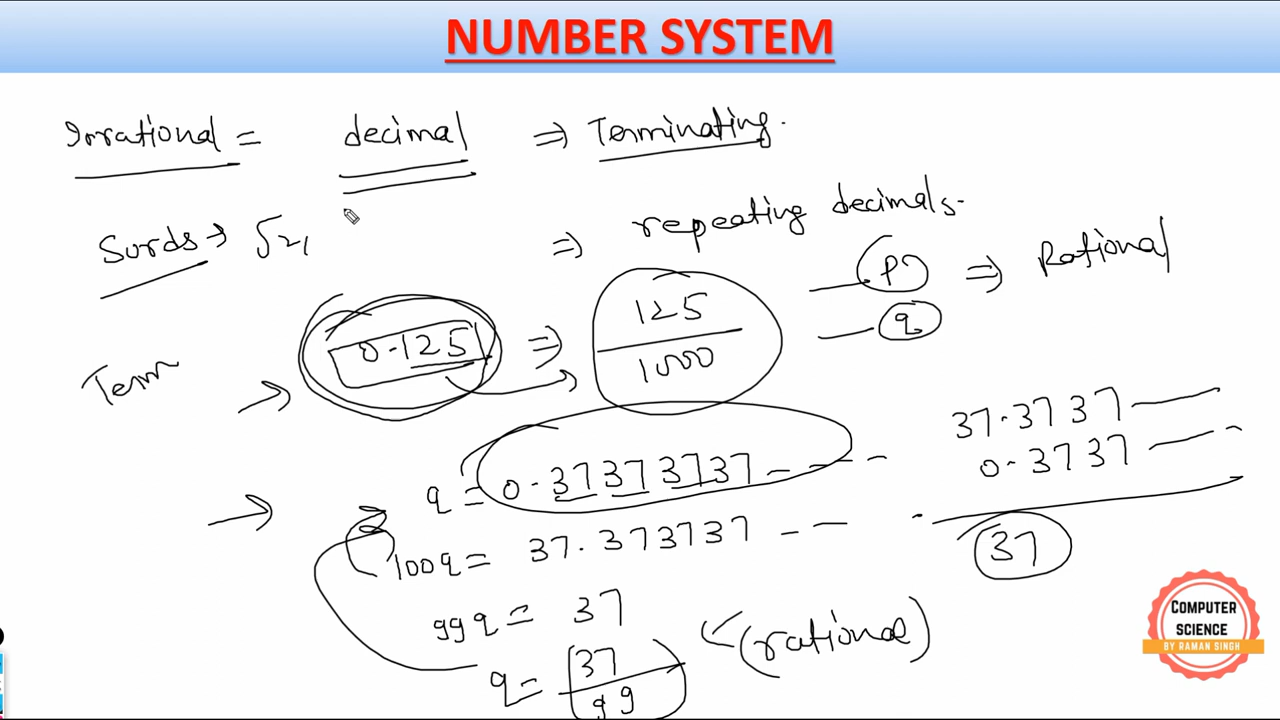 NUMBER SYSTEM
Irrational = decimal ⇒ Terminating.
⇒ repeating decimals.
Surds → √2,
p ⇒ Rational
q
0.125 ⇒ 125
1000
Term
→
37.3737 —
0.3737 — -
37
→ q = 0.37373737 - - - -
100q = 37.373737 - -
99q = 37
q = 37 ← (rational)
99
COMPUTER
SCIENCE
BY RAMAN SINGH